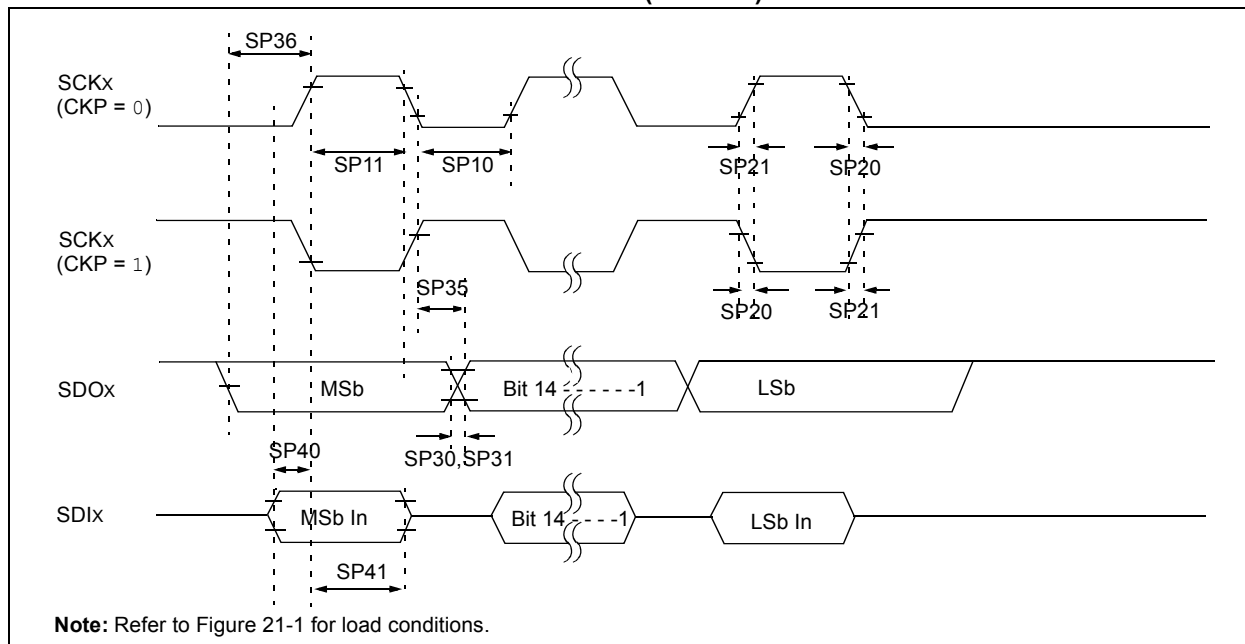 SP36
SCKx
(CKP = 0)
SP11
SP10
SP21
SP20
SCKx
(CKP = 1)
SP35
SP20
SP21
SDOx
MSb
Bit 14 - - - - - -1
LSb
SP40
SP30,SP31
SDIx
MSb In
Bit 14 - - - - -1
LSb In
SP41
Note: Refer to Figure 21-1 for load conditions.